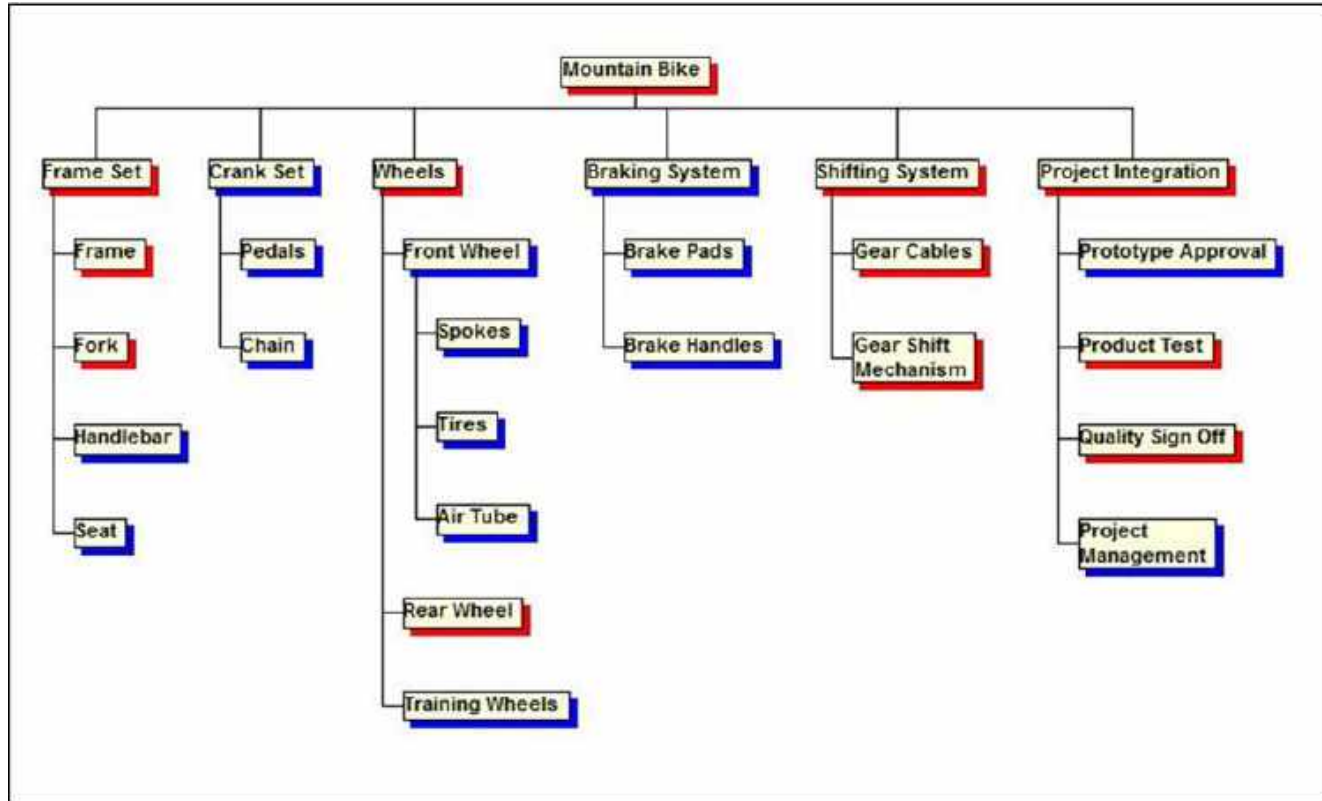 Mountain Bike
Frame Set
Crank Set
Wheels
Braking System
Shifting System
Project Integration
Frame
Fork
Handlebar
Seat
Pedals
Chain
Front Wheel
Spokes
Tires
Air Tube
Rear Wheel
Training Wheels
Brake Pads
Brake Handles
Gear Cables
Gear Shift
Mechanism
Prototype Approval
Product Test
Quality Sign Off
Project
Management